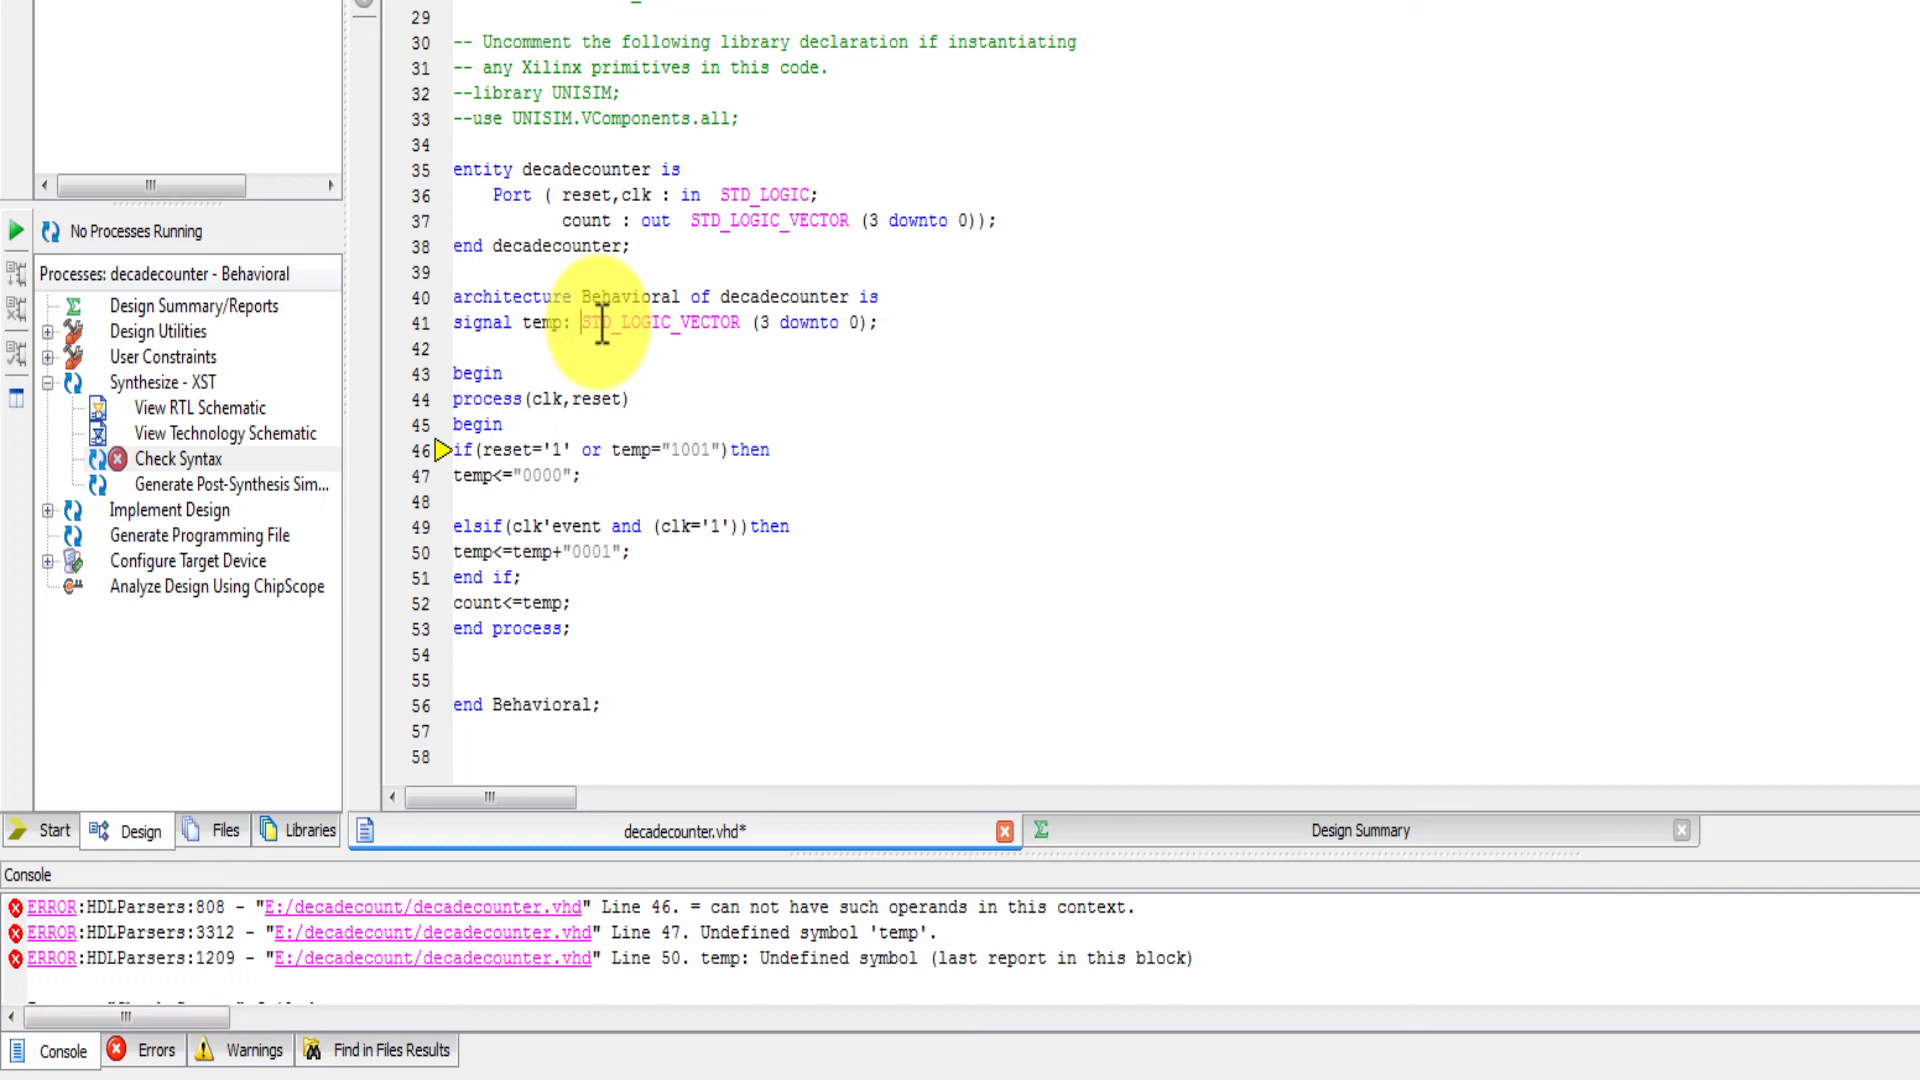 29
30 -- Uncomment the following library declaration if instantiating
31 -- any Xilinx primitives in this code.
32 --library UNISIM;
33 --use UNISIM.VComponents.all;
34
35 entity decadecounter is
36 Port ( reset,clk : in STD_LOGIC;
37 count : out STD_LOGIC_VECTOR (3 downto 0));
38 end decadecounter;
39
40 architecture Behavioral of decadecounter is
41 signal temp: STD_LOGIC_VECTOR (3 downto 0);
42
43 begin
44 process(clk,reset)
45 begin
46 if(reset='1' or temp="1001")then
47 temp<="0000";
48
49 elsif(clk'event and (clk='1'))then
50 temp<=temp+"0001";
51 end if;
52 count<=temp;
53 end process;
54
55
56 end Behavioral;
57
58
No Processes Running
Processes: decadecounter - Behavioral
Design Summary/Reports
Design Utilities
User Constraints
Synthesize - XST
View RTL Schematic
View Technology Schematic
Check Syntax
Generate Post-Synthesis Sim...
Implement Design
Generate Programming File
Configure Target Device
Analyze Design Using ChipScope
Start Design Files Libraries
decadecounter.vhd* Design Summary
Console
ERROR:HDLParsers:808 - "E:/decadecount/decadecounter.vhd" Line 46. = can not have such operands in this context.
ERROR:HDLParsers:3312 - "E:/decadecount/decadecounter.vhd" Line 47. Undefined symbol 'temp'.
ERROR:HDLParsers:1209 - "E:/decadecount/decadecounter.vhd" Line 50. temp: Undefined symbol (last report in this block)
Console Errors Warnings Find in Files Results